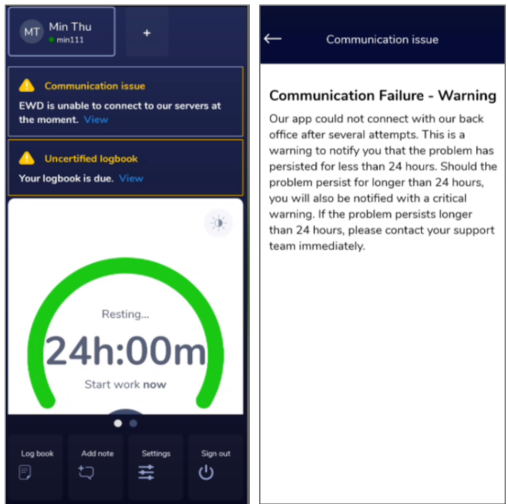 MT
Min Thu
min111
+
Communication issue
EWD is unable to connect to our servers at
the moment. View
Uncertified logbook
Your logbook is due. View
Resting...
24h:00m
Start work now
Log book
Add note
Settings
Sign out
Communication issue
Communication Failure - Warning
Our app could not connect with our back
office after several attempts. This is a
warning to notify you that the problem has
persisted for less than 24 hours. Should the
problem persist for longer than 24 hours,
you will also be notified with a critical
warning. If the problem persists longer
than 24 hours, please contact your support
team immediately.